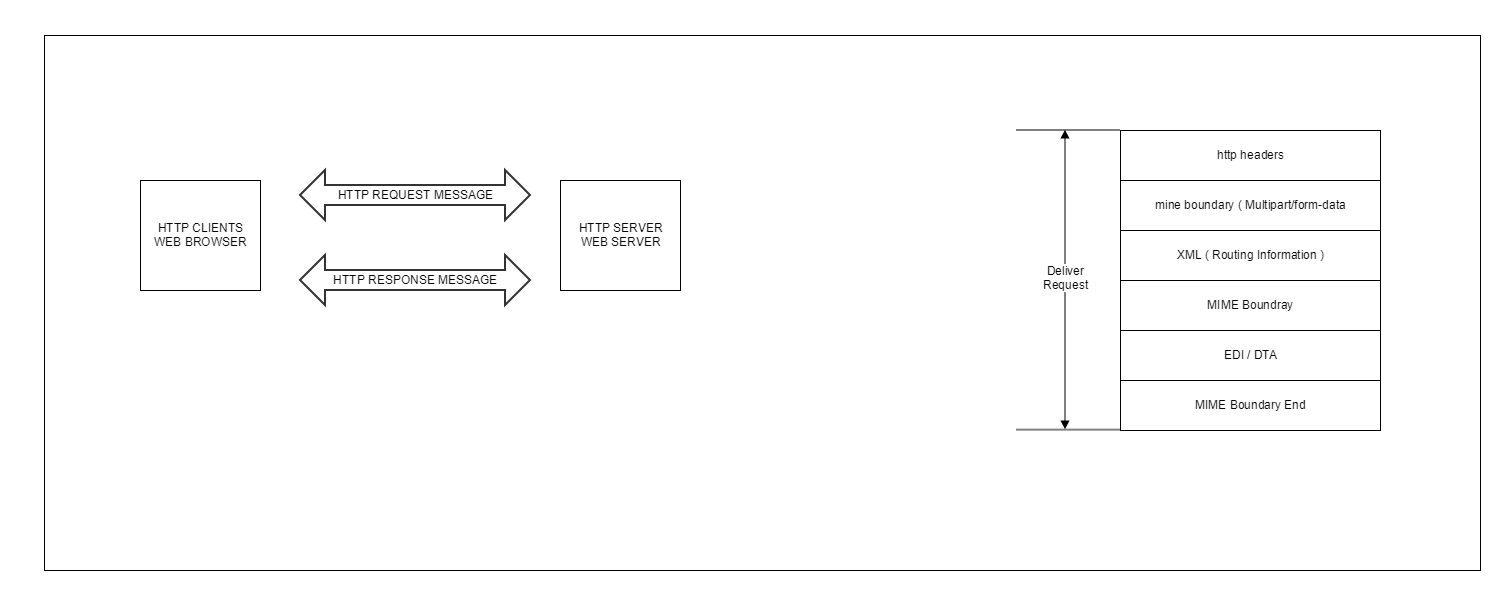 HTTP CLIENTS
WEB BROWSER
HTTP REQUEST MESSAGE
HTTP RESPONSE MESSAGE
HTTP SERVER
WEB SERVER
Deliver
Request
http headers
mine boundary ( Multipart/form-data
XML ( Routing Information )
MIME Boundray
EDI / DTA
MIME Boundary End